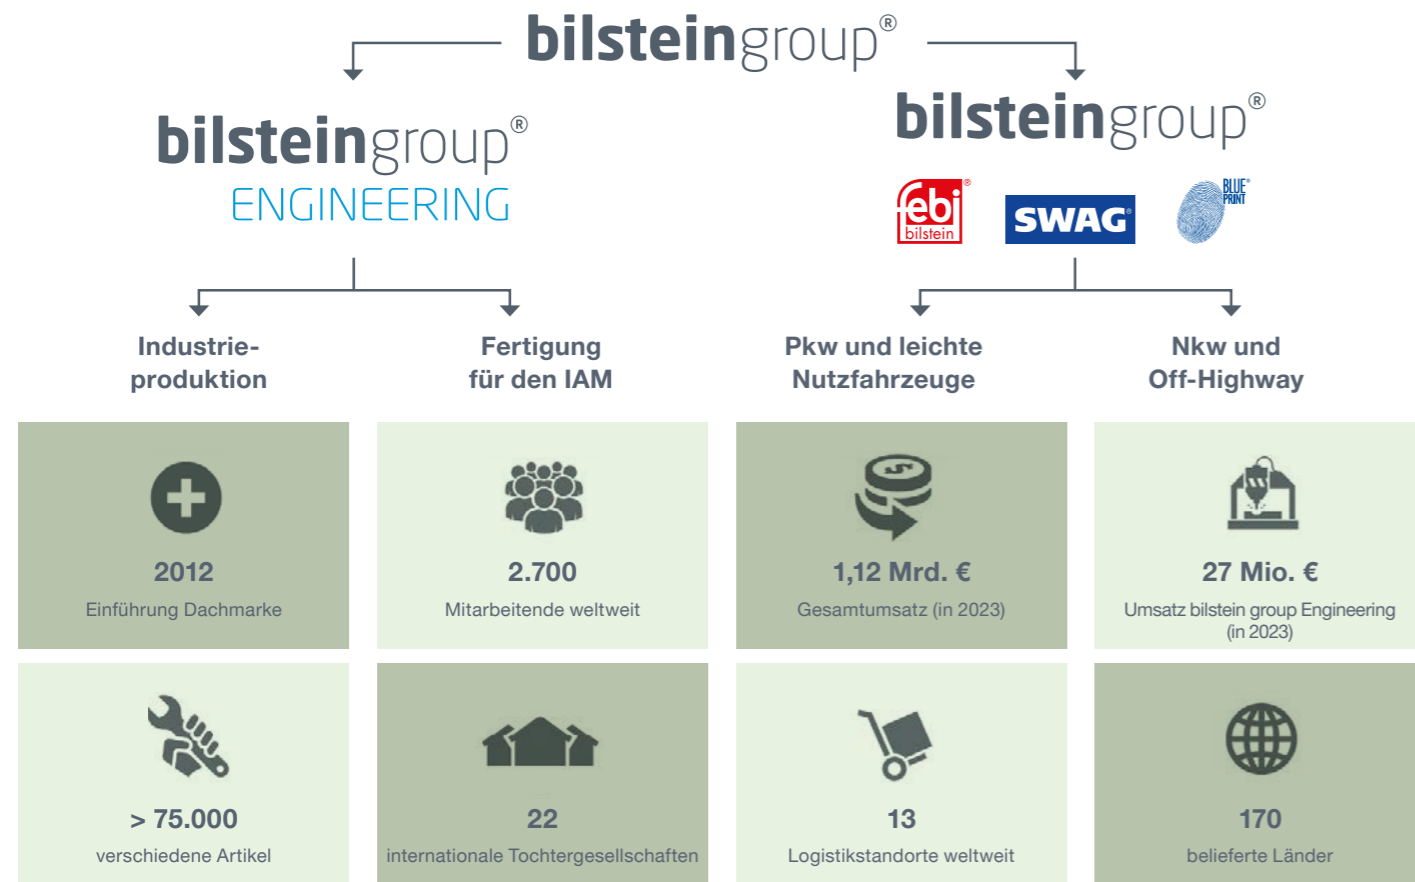 bilsteingroup®
bilsteingroup®
ENGINEERING
bilsteingroup®
febi®
bilstein
SWAG®
BLUE®
PRINT
Industrie-
produktion
Fertigung
für den IAM
Pkw und leichte
Nutzfahrzeuge
Nkw und
Off-Highway
2012
Einführung Dachmarke
2.700
Mitarbeitende weltweit
1,12 Mrd. €
Gesamtumsatz (in 2023)
27 Mio. €
Umsatz bilstein group Engineering
(in 2023)
> 75.000
verschiedene Artikel
22
internationale Tochtergesellschaften
13
Logistikstandorte weltweit
170
belieferte Länder